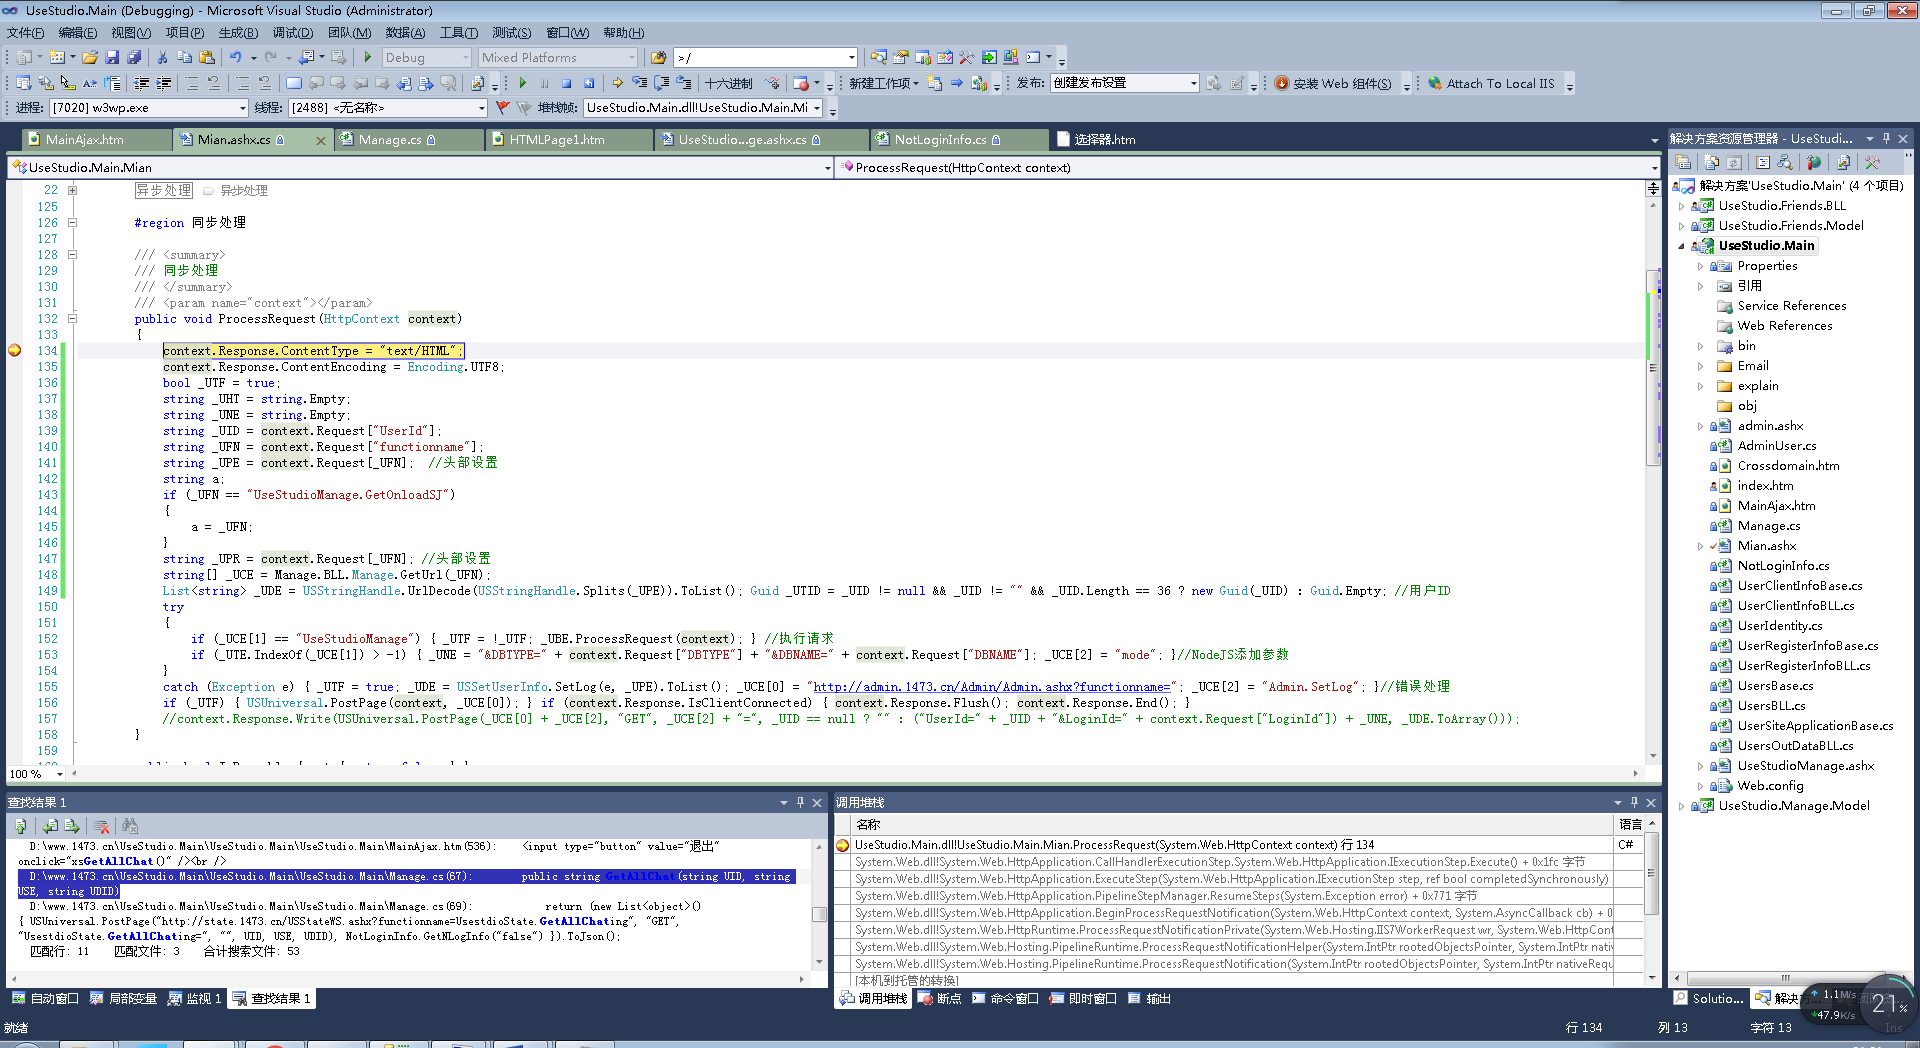 UseStudio.Main (Debugging) - Microsoft Visual Studio (Administrator)
文件(F) 编辑(E) 视图(V) 项目(P) 生成(B) 调试(D) 团队(M) 数据(A) 工具(T) 测试(S) 窗口(W) 帮助(H)
Debug Mixed Platforms >/
十六进制 新建工作项 发布: 创建发布设置 安装 Web 组件(S) Attach To Local IIS
进程: [7020] w3wp.exe 线程: [2488] <无名称> 堆栈帧: UseStudio.Main.dll!UseStudio.Main.Mi
MainAjax.htm Mian.ashx.cs Manage.cs HTMLPage1.htm UseStudio...ge.ashx.cs NotLoginInfo.cs 选择器.htm
UseStudio.Main.Mian ProcessRequest(HttpContext context)
22 异步处理 异步处理
125
126 #region 同步处理
127
128 /// <summary>
129 /// 同步处理
130 /// </summary>
131 /// <param name="context"></param>
132 public void ProcessRequest(HttpContext context)
133 {
134 context.Response.ContentType = "text/HTML";
135 context.Response.ContentEncoding = Encoding.UTF8;
136 bool _UTF = true;
137 string _UHT = string.Empty;
138 string _UNE = string.Empty;
139 string _UID = context.Request["UserId"];
140 string _UFN = context.Request["functionname"];
141 string _UPE = context.Request[_UFN];  //头部设置
142 string a;
143 if (_UFN == "UseStudioManage.GetOnloadSJ")
144 {
145 a = _UFN;
146 }
147 string _UPR = context.Request[_UFN]; //头部设置
148 string[] _UCE = Manage.BLL.Manage.GetUrl(_UFN);
149 List<string> _UDE = USStringHandle.UrlDecode(USStringHandle.Splits(_UPE)).ToList(); Guid _UTID = _UID != null && _UID != "" && _UID.Length == 36 ? new Guid(_UID) : Guid.Empty; //用户ID
150 try
151 {
152 if (_UCE[1] == "UseStudioManage") { _UTF = !_UTF; _UBE.ProcessRequest(context); } //执行请求
153 if (_UTE.IndexOf(_UCE[1]) > -1) { _UNE = "&DBTYPE=" + context.Request["DBTYPE"] + "&DBNAME=" + context.Request["DBNAME"]; _UCE[2] = "mode"; }//NodeJS添加参数
154 }
155 catch (Exception e) { _UTF = true; _UDE = USSetUserInfo.SetLog(e, _UPE).ToList(); _UCE[0] = "http://admin.1473.cn/Admin/Admin.ashx?functionname="; _UCE[2] = "Admin.SetLog"; }//错误处理
156 if (_UTF) { USUniversal.PostPage(context, _UCE[0]); } if (context.Response.IsClientConnected) { context.Response.Flush(); context.Response.End(); }
157 //context.Response.Write(USUniversal.PostPage(_UCE[0] + _UCE[2], "GET", _UCE[2] + "=", _UID == null ? "" : ("UserId=" + _UID + "&LoginId=" + context.Request["LoginId"]) + _UNE, _UDE.ToArray()));
158 }
159
100 %
查找结果 1
D:\www.1473.cn\UseStudio.Main\UseStudio.Main\UseStudio.Main\MainAjax.htm(536): <input type="button" value="退出"
onclick="xsGetAllChat()" /><br />
D:\www.1473.cn\UseStudio.Main\UseStudio.Main\UseStudio.Main\Manage.cs(67): public string GetAllChat(string UID, string
USE, string UDID)
D:\www.1473.cn\UseStudio.Main\UseStudio.Main\UseStudio.Main\Manage.cs(69): return (new List<object>()
{ USUniversal.PostPage("http://state.1473.cn/USStateWS.ashx?functionname=UsestdioState.GetAllChating", "GET",
"UsestdioState.GetAllChating=", "", UID, USE, UDID), NotLoginInfo.GetNLogInfo("false") }).ToJson();
匹配行: 11 匹配文件: 3 合计搜索文件: 53
自动窗口 局部变量 监视 1 查找结果 1
调用堆栈
名称 语言
UseStudio.Main.dll!UseStudio.Main.Mian.ProcessRequest(System.Web.HttpContext context) 行 134 C#
System.Web.dll!System.Web.HttpApplication.CallHandlerExecutionStep.System.Web.HttpApplication.IExecutionStep.Execute() + 0x1fc 字节
System.Web.dll!System.Web.HttpApplication.ExecuteStep(System.Web.HttpApplication.IExecutionStep step, ref bool completedSynchronously)
System.Web.dll!System.Web.HttpApplication.PipelineStepManager.ResumeSteps(System.Exception error) + 0x771 字节
System.Web.dll!System.Web.HttpApplication.BeginProcessRequestNotification(System.Web.HttpContext context, System.AsyncCallback cb) + 0
System.Web.dll!System.Web.HttpRuntime.ProcessRequestNotificationPrivate(System.Web.Hosting.IIS7WorkerRequest wr, System.Web.HttpCont
System.Web.dll!System.Web.Hosting.PipelineRuntime.ProcessRequestNotificationHelper(System.IntPtr rootedObjectsPointer, System.IntPtr nativ
System.Web.dll!System.Web.Hosting.PipelineRuntime.ProcessRequestNotification(System.IntPtr rootedObjectsPointer, System.IntPtr nativeRequ
[本机到托管的转换]
调用堆栈 断点 命令窗口 即时窗口 输出
解决方案资源管理器 - UseStudi...
解决方案'UseStudio.Main' (4 个项目)
UseStudio.Friends.BLL
UseStudio.Friends.Model
UseStudio.Main
Properties
引用
Service References
Web References
bin
Email
explain
obj
admin.ashx
AdminUser.cs
Crossdomain.htm
index.htm
MainAjax.htm
Manage.cs
Mian.ashx
NotLoginInfo.cs
UserClientInfoBase.cs
UserClientInfoBLL.cs
UserIdentity.cs
UserRegisterInfoBase.cs
UserRegisterInfoBLL.cs
UsersBase.cs
UsersBLL.cs
UserSiteApplicationBase.cs
UsersOutDataBLL.cs
UseStudioManage.ashx
Web.config
UseStudio.Manage.Model
Solutio... 解决方
1.1M/s
47.9K/s
21%
就绪 行 134 列 13 字符 13 Ins